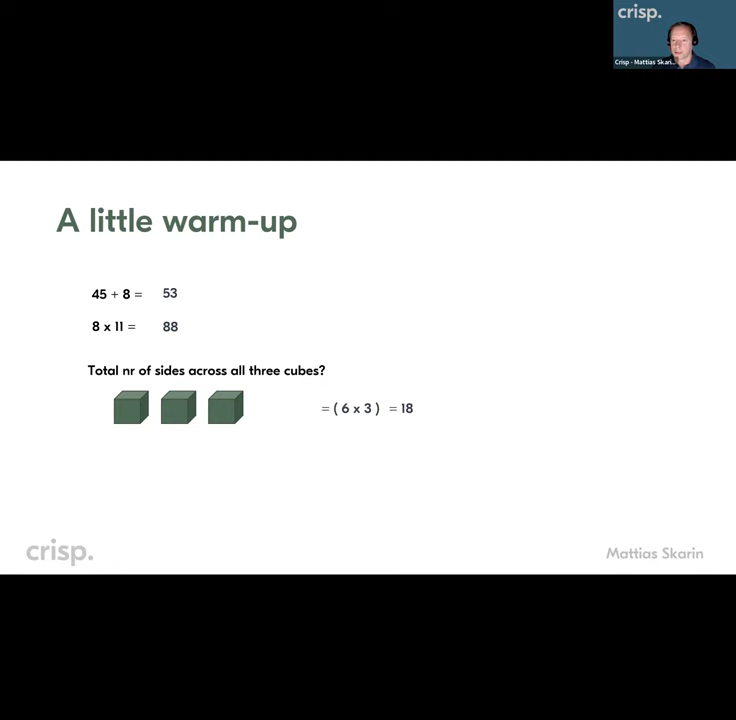 crisp.
Crisp - Mattias Skari...
A little warm-up
45 + 8 = 53
8 x 11 = 88
Total nr of sides across all three cubes?
= ( 6 x 3 ) = 18
crisp.
Mattias Skarin